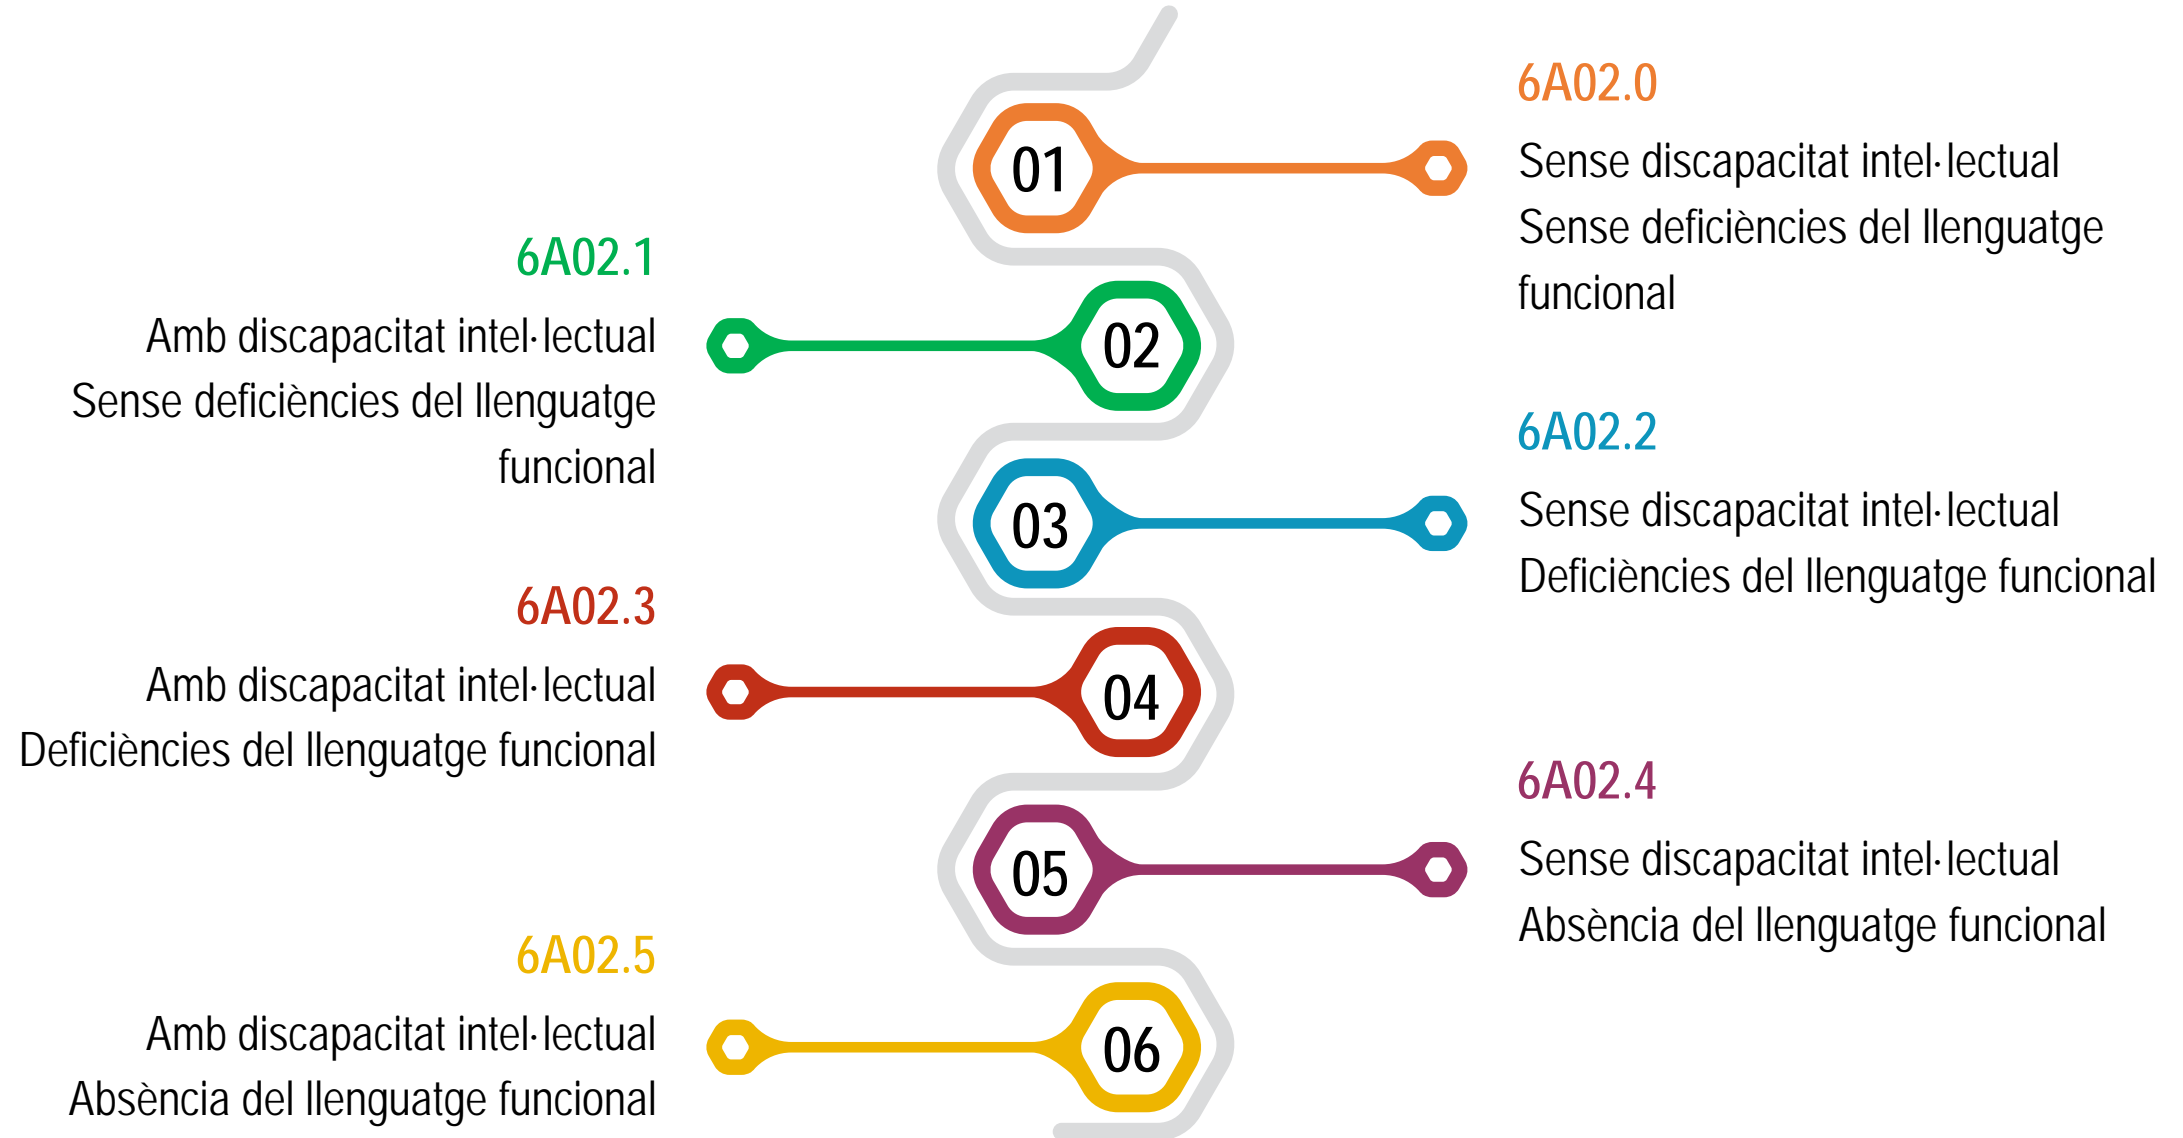 01
6A02.0
Sense discapacitat intel·lectual
Sense deficiències del llenguatge
funcional
02
6A02.1
Amb discapacitat intel·lectual
Sense deficiències del llenguatge
funcional
03
6A02.2
Sense discapacitat intel·lectual
Deficiències del llenguatge funcional
04
6A02.3
Amb discapacitat intel·lectual
Deficiències del llenguatge funcional
05
6A02.4
Sense discapacitat intel·lectual
Absència del llenguatge funcional
06
6A02.5
Amb discapacitat intel·lectual
Absència del llenguatge funcional